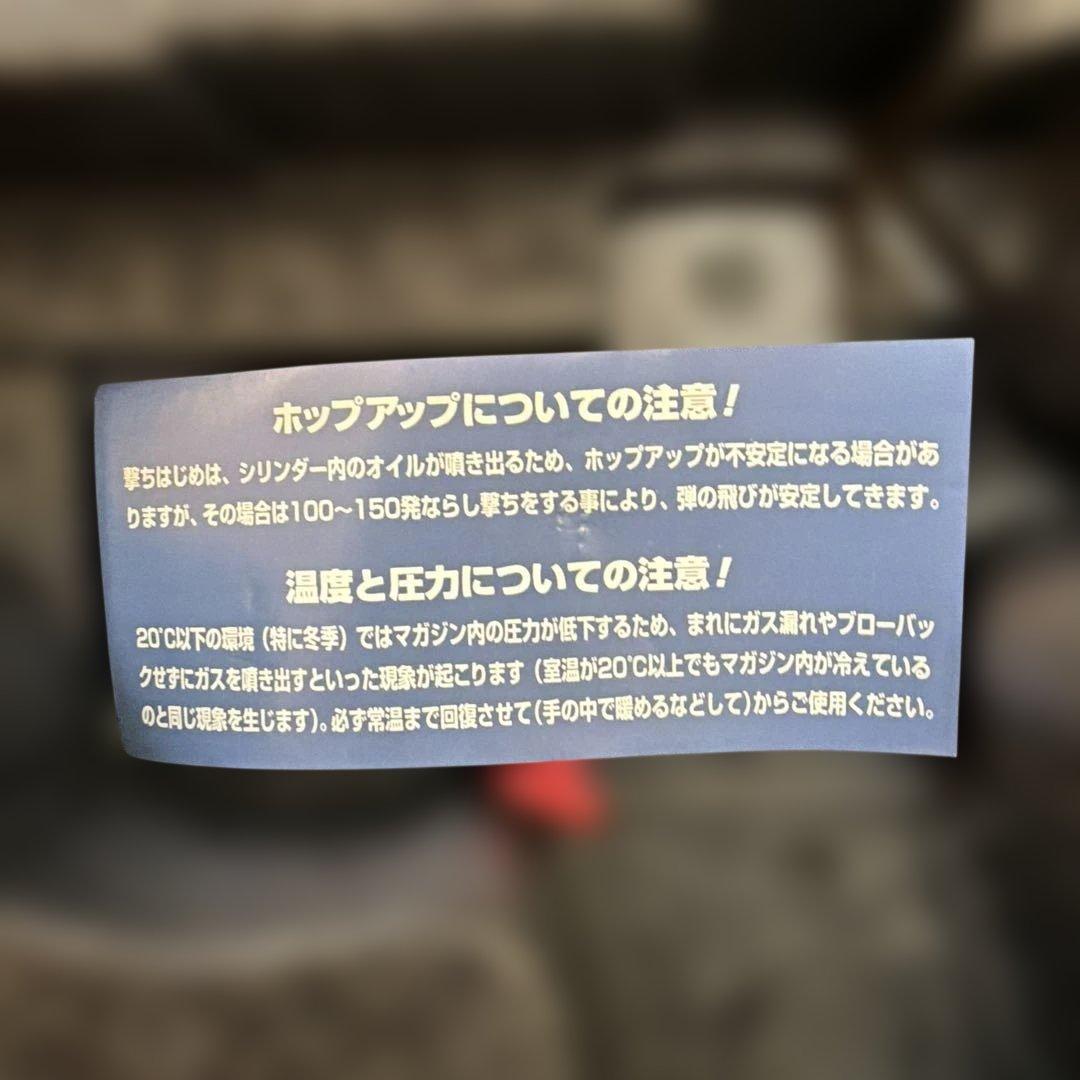 ホップアップについての注意!
撃ちはじめは、シリンダー内のオイルが噴き出るため、ホップアップが不安定になる場合があ
りますが、その場合は100〜150発ならし撃ちをする事により、弾の飛びが安定してきます。
温度と圧力についての注意!
20℃以下の環境（特に冬季）ではマガジン内の圧力が低下するため、まれにガス漏れやブローバッ
クせずにガスを噴き出すといった現象が起こります（室温が20℃以上でもマガジン内が冷えている
のと同じ現象を生じます）。必ず常温まで回復させて（手の中で暖めるなどして）からご使用ください。